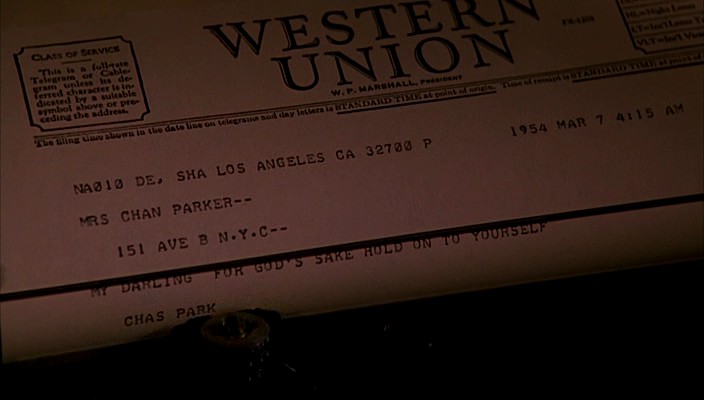 WESTERN
UNION
W. P. MARSHALL, PRESIDENT
CLASS OF SERVICE
This is a full-rate
Telegram or Cable-
gram unless its de-
ferred character is in-
dicated by a suitable
symbol above or pre-
ceding the address.
The filing time shown in the date line on telegrams and day letters is STANDARD TIME at point of origin. Time of receipt is STANDARD TIME at point of
NA010 DE, SHA LOS ANGELES CA 32700 P 1954 MAR 7 4:15 AM
MRS CHAN PARKER--
151 AVE B N.Y.C--
MY DARLING FOR GOD'S SAKE HOLD ON TO YOURSELF
CHAS PARK